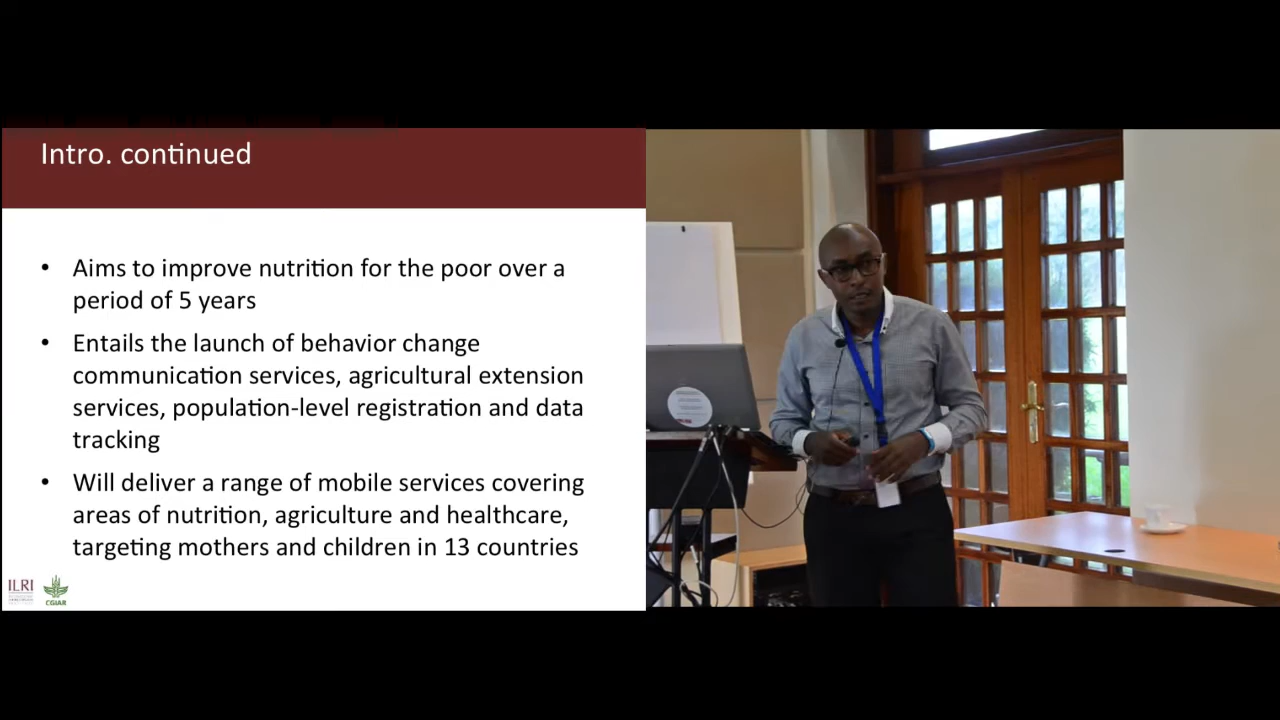 Intro. continued
• Aims to improve nutrition for the poor over a
period of 5 years
• Entails the launch of behavior change
communication services, agricultural extension
services, population-level registration and data
tracking
• Will deliver a range of mobile services covering
areas of nutrition, agriculture and healthcare,
targeting mothers and children in 13 countries
ILRI
CGIAR